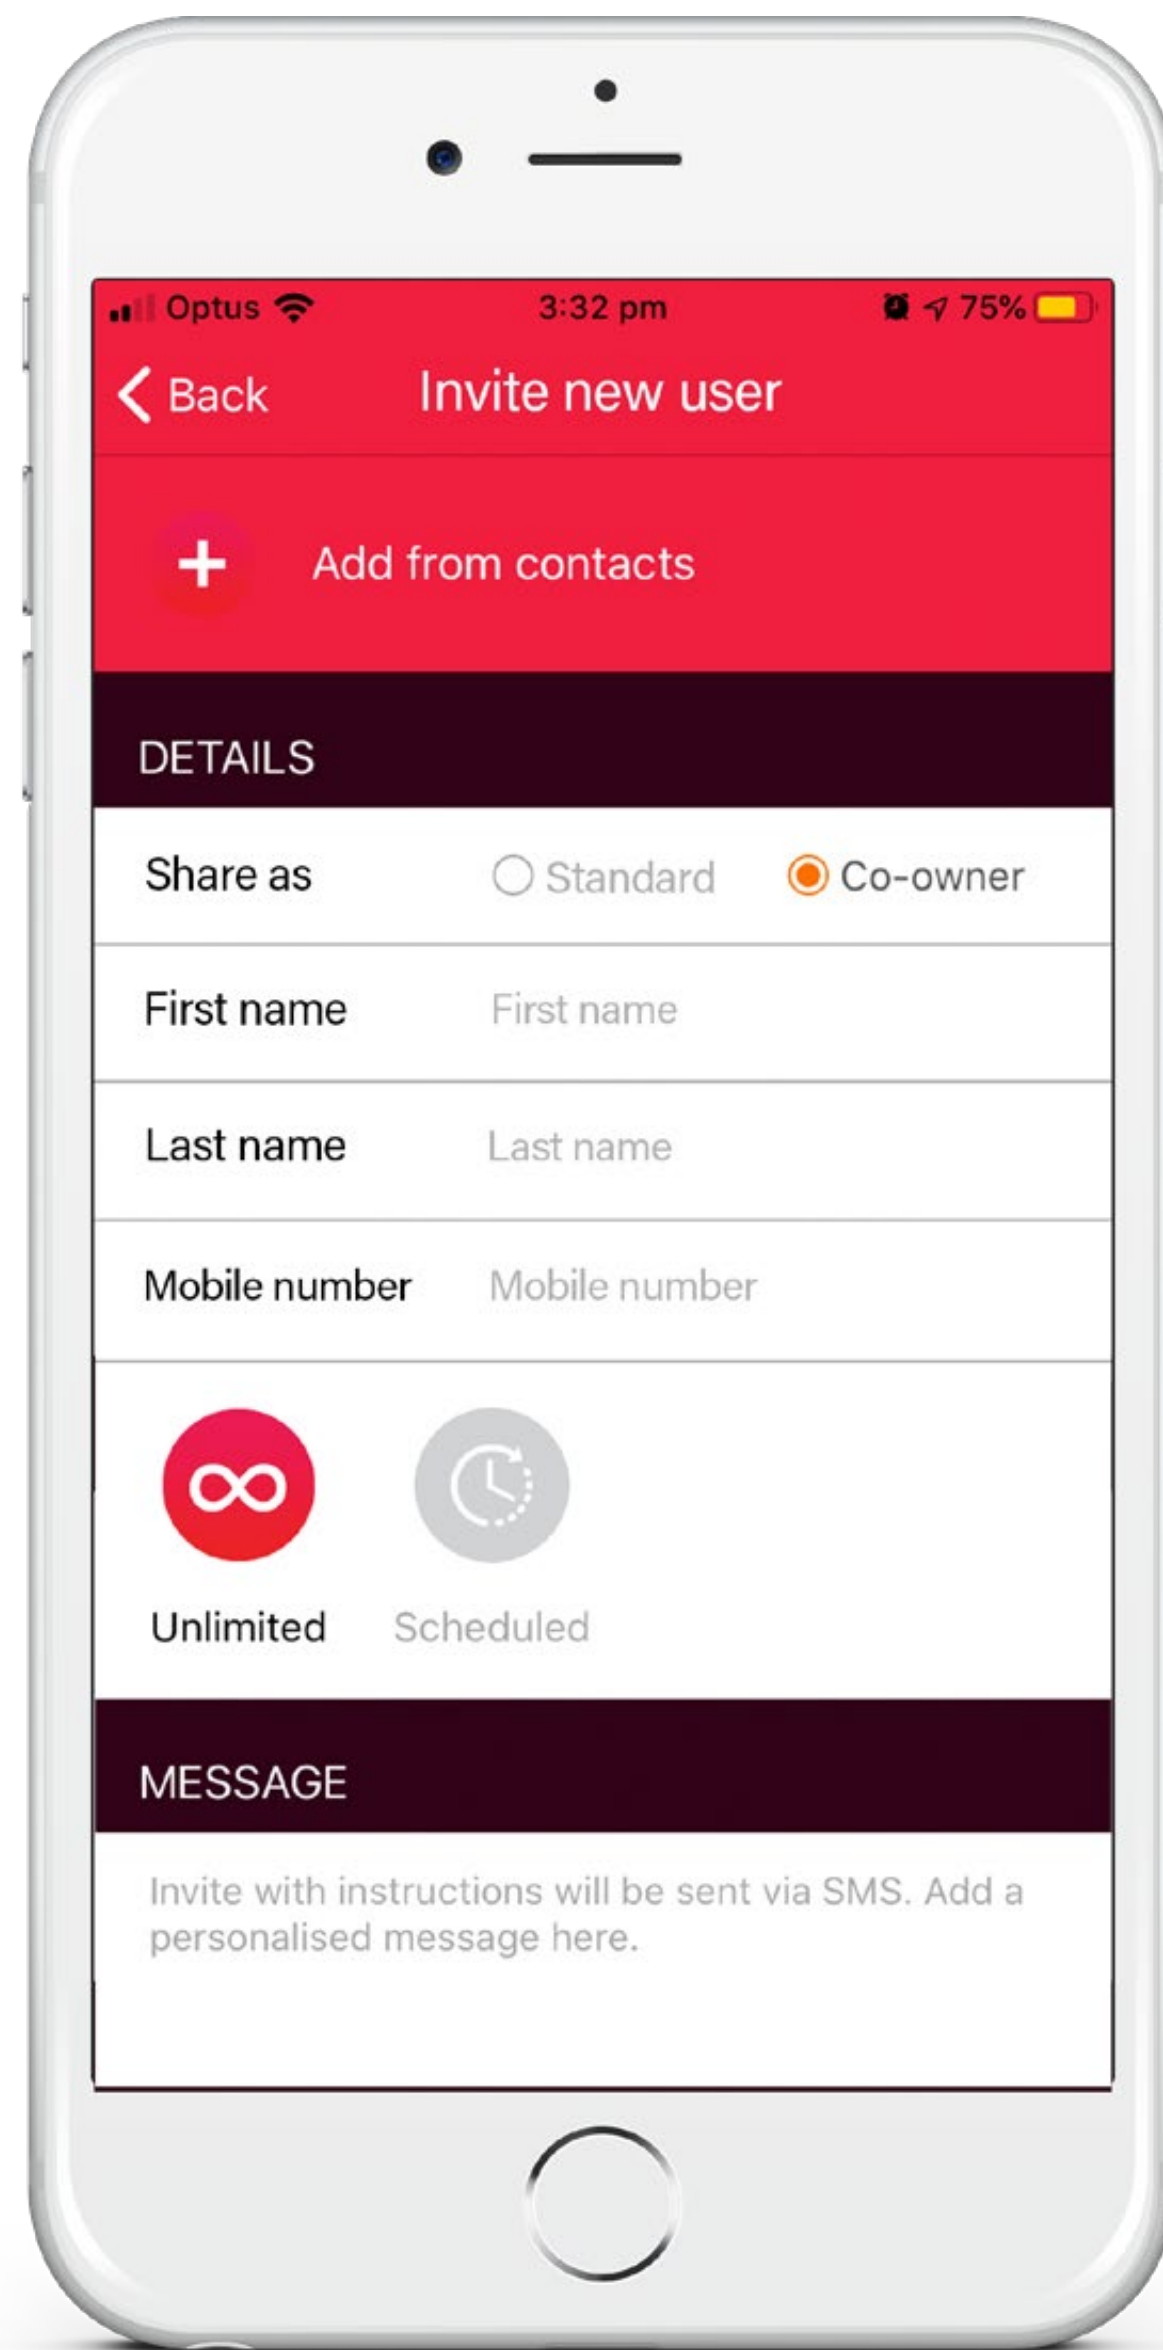 Optus 3:32 pm 75%
Back Invite new user
Add from contacts
DETAILS
Share as Standard Co-owner
First name First name
Last name Last name
Mobile number Mobile number
Unlimited Scheduled
MESSAGE
Invite with instructions will be sent via SMS. Add a
personalised message here.